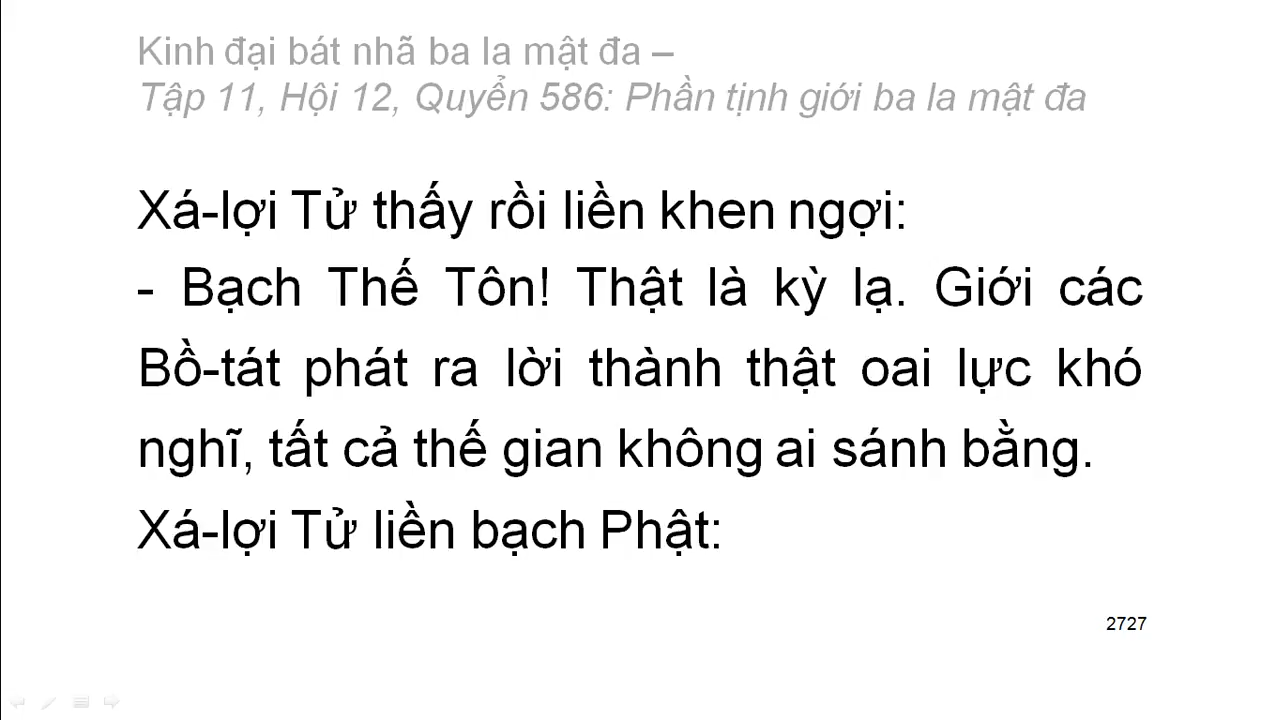 Kinh đại bát nhã ba la mật đa –
Tập 11, Hội 12, Quyển 586: Phần tịnh giới ba la mật đa
Xá-lợi Tử thấy rồi liền khen ngợi:
- Bạch Thế Tôn! Thật là kỳ lạ. Giới các
Bồ-tát phát ra lời thành thật oai lực khó
nghĩ, tất cả thế gian không ai sánh bằng.
Xá-lợi Tử liền bạch Phật:
2727